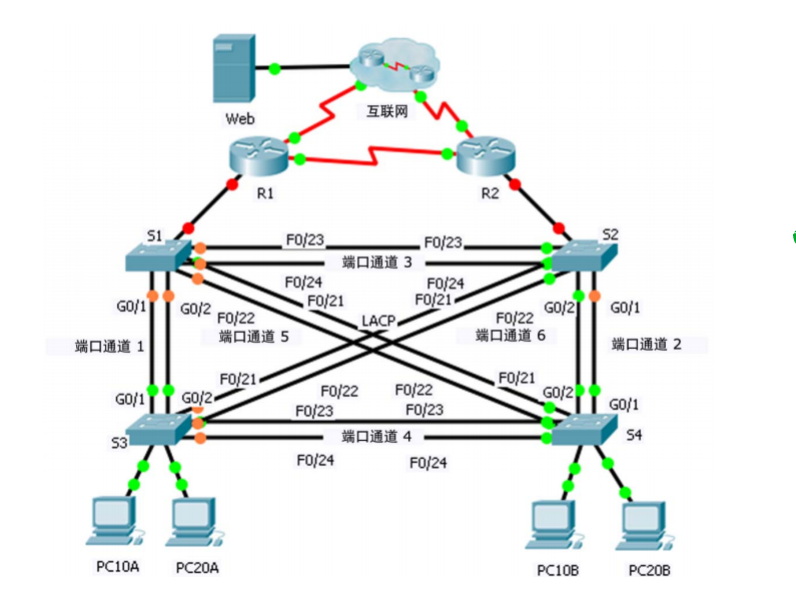 Web
互联网
R1
R2
S1
S2
F0/23
F0/23
端口通道 3
F0/24
F0/24
F0/21
F0/21
G0/1
G0/2
F0/22
LACP
F0/22
G0/2
G0/1
端口通道 1
端口通道 5
端口通道 6
端口通道 2
F0/21
F0/21
G0/1
G0/2
F0/22
F0/22
G0/2
G0/1
F0/23
F0/23
S3
端口通道 4
S4
F0/24
F0/24
PC10A
PC20A
PC10B
PC20B